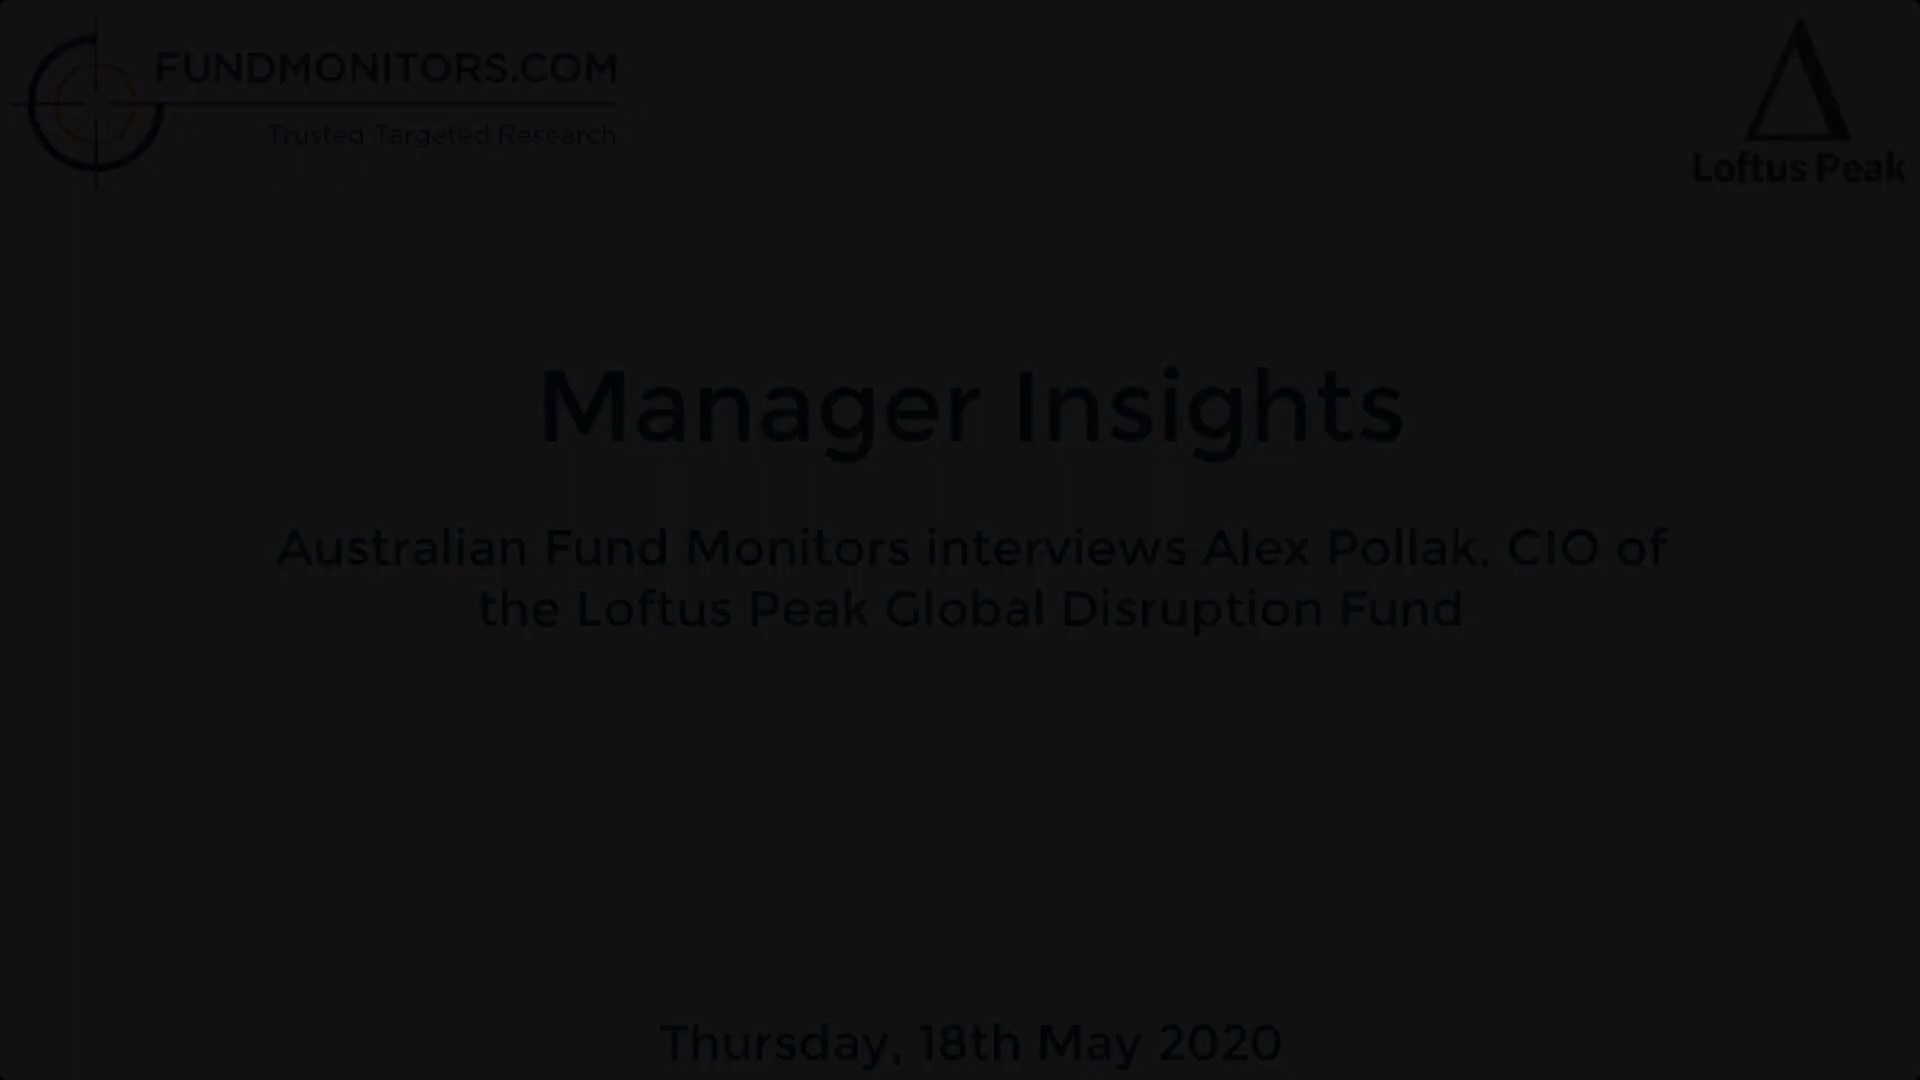 FUNDMONITORS.COM
Trusted Targeted Research
Loftus Peak
Manager Insights
Australian Fund Monitors interviews Alex Pollak, CIO of
the Loftus Peak Global Disruption Fund
Thursday, 18th May 2020